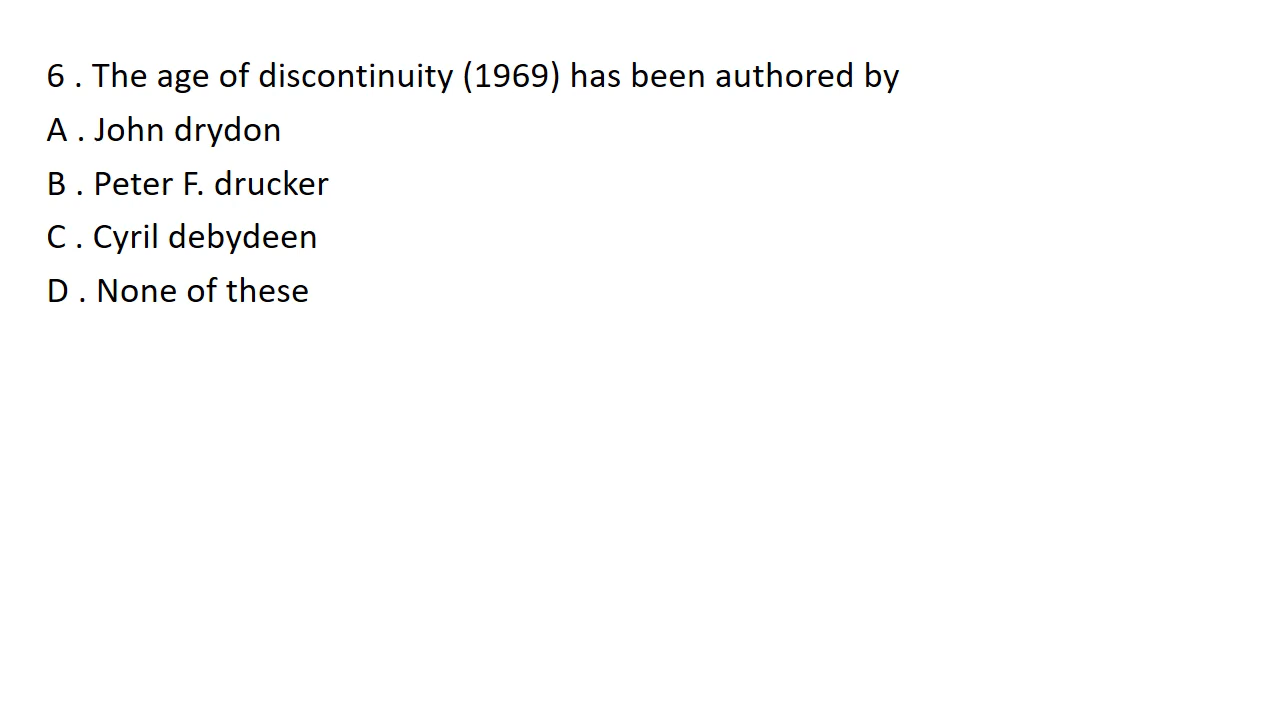 6 . The age of discontinuity (1969) has been authored by
A . John drydon
B . Peter F. drucker
C . Cyril debydeen
D . None of these